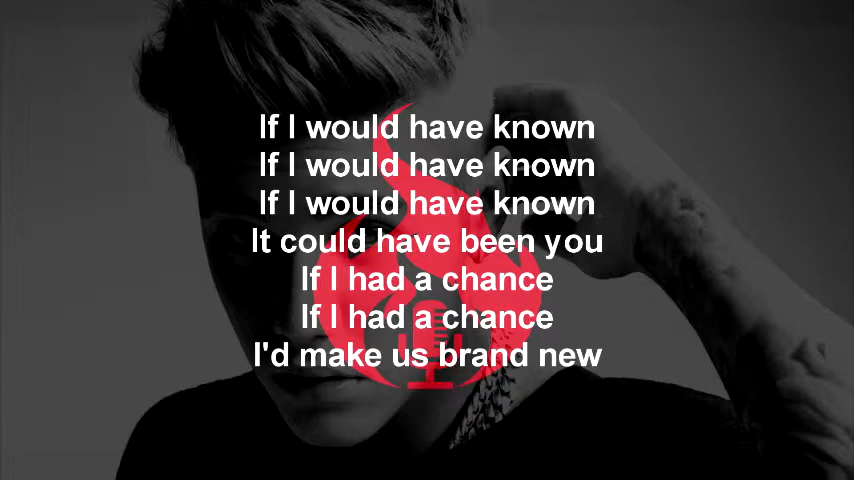 If I would have known
If I would have known
If I would have known
It could have been you
If I had a chance
If I had a chance
I'd make us brand new